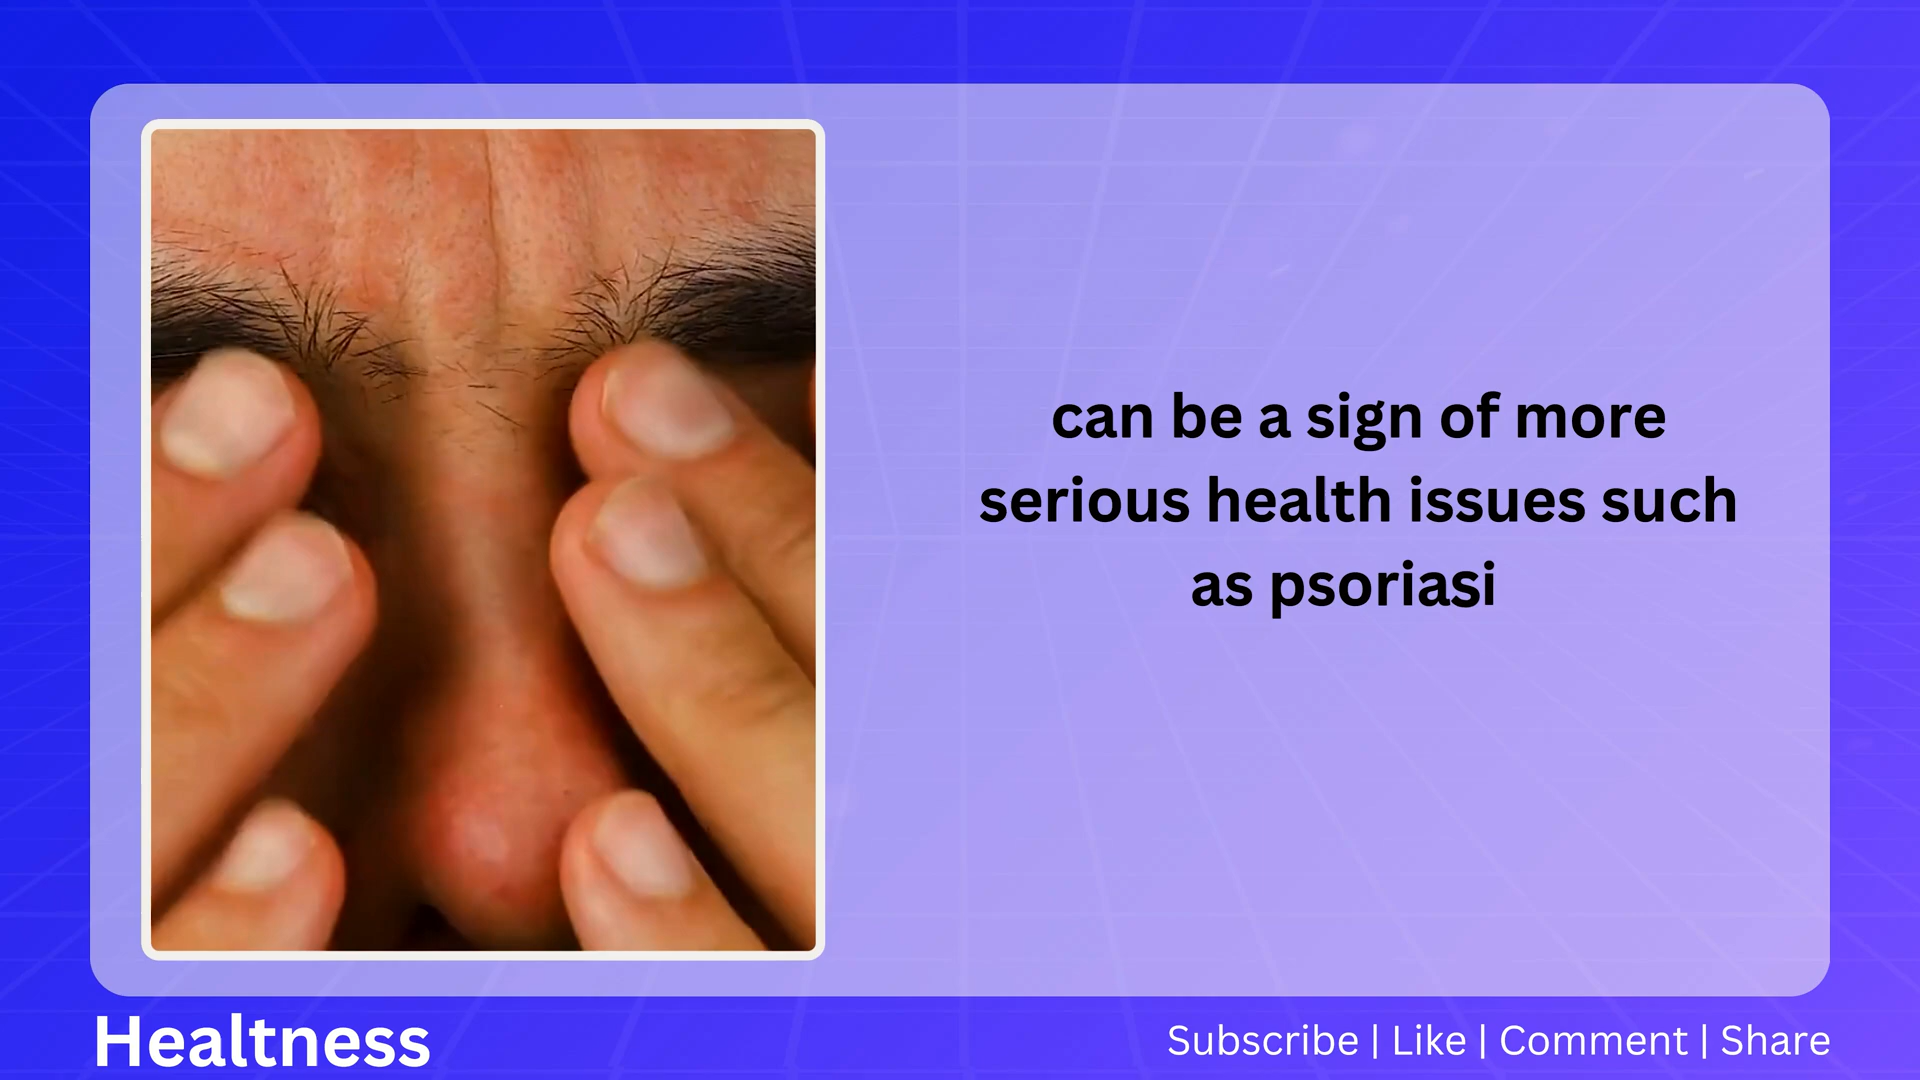 can be a sign of more
serious health issues such
as psoriasi
Healtness
Subscribe | Like | Comment | Share